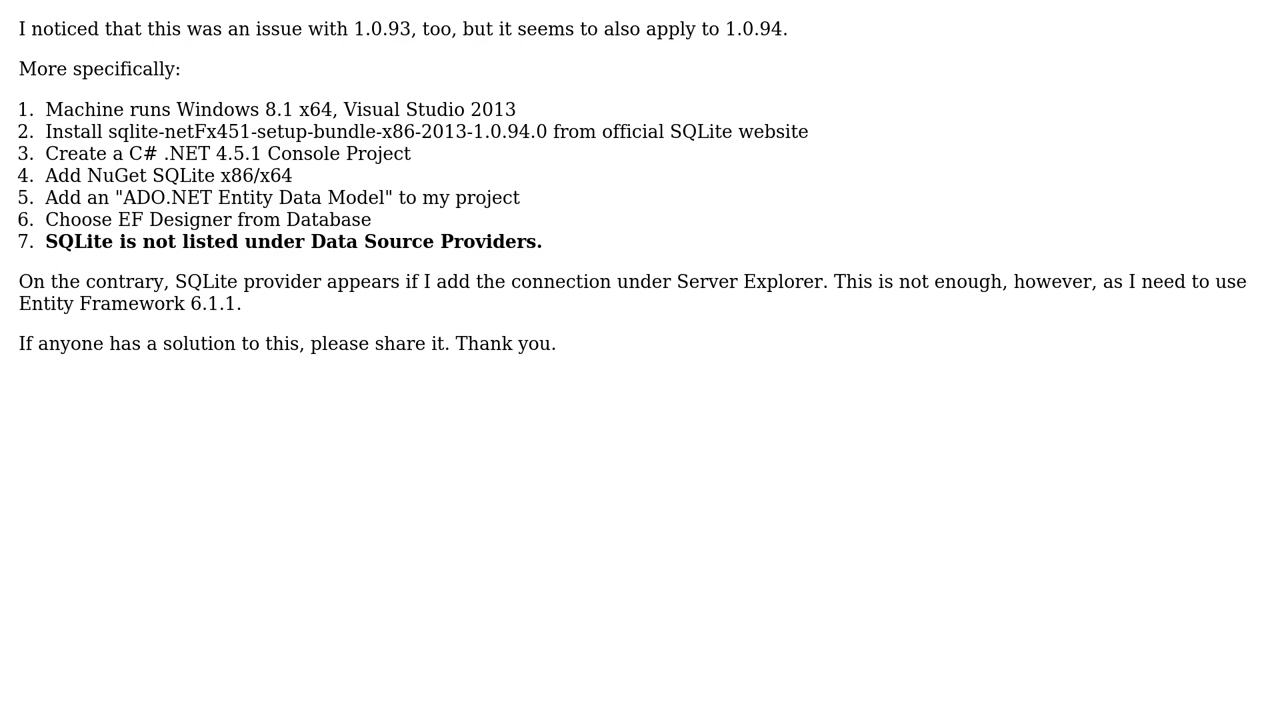 I noticed that this was an issue with 1.0.93, too, but it seems to also apply to 1.0.94.
More specifically:
1. Machine runs Windows 8.1 x64, Visual Studio 2013
2. Install sqlite-netFx451-setup-bundle-x86-2013-1.0.94.0 from official SQLite website
3. Create a C# .NET 4.5.1 Console Project
4. Add NuGet SQLite x86/x64
5. Add an "ADO.NET Entity Data Model" to my project
6. Choose EF Designer from Database
7. SQLite is not listed under Data Source Providers.
On the contrary, SQLite provider appears if I add the connection under Server Explorer. This is not enough, however, as I need to use
Entity Framework 6.1.1.
If anyone has a solution to this, please share it. Thank you.